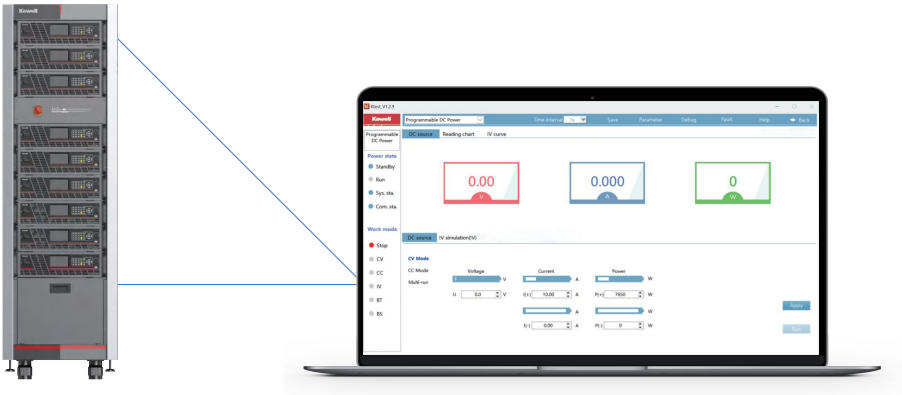 Kewell
Ktest_V1.2.9
Kewell
Programmable DC Power
Time interval 1s
Save
Parameter
Debug
Fault
Help
Back
Programmable
DC Power
DC source
Reading chart
IV curve
Power state
Standby
Run
Sys. sta.
Com. sta.
0.00
V
0.000
A
0
W
Work mode
Stop
CV
CC
IV
BT
BS
DC source
IV simulation(IV)
CV Mode
CC Mode
Multi-run
Voltage
Current
Power
V
A
W
U 0.0 V
I(+) 10.00 A
P(+) 7650 W
A
W
I(-) 0.00 A
P(-) 0 W
Apply
Run